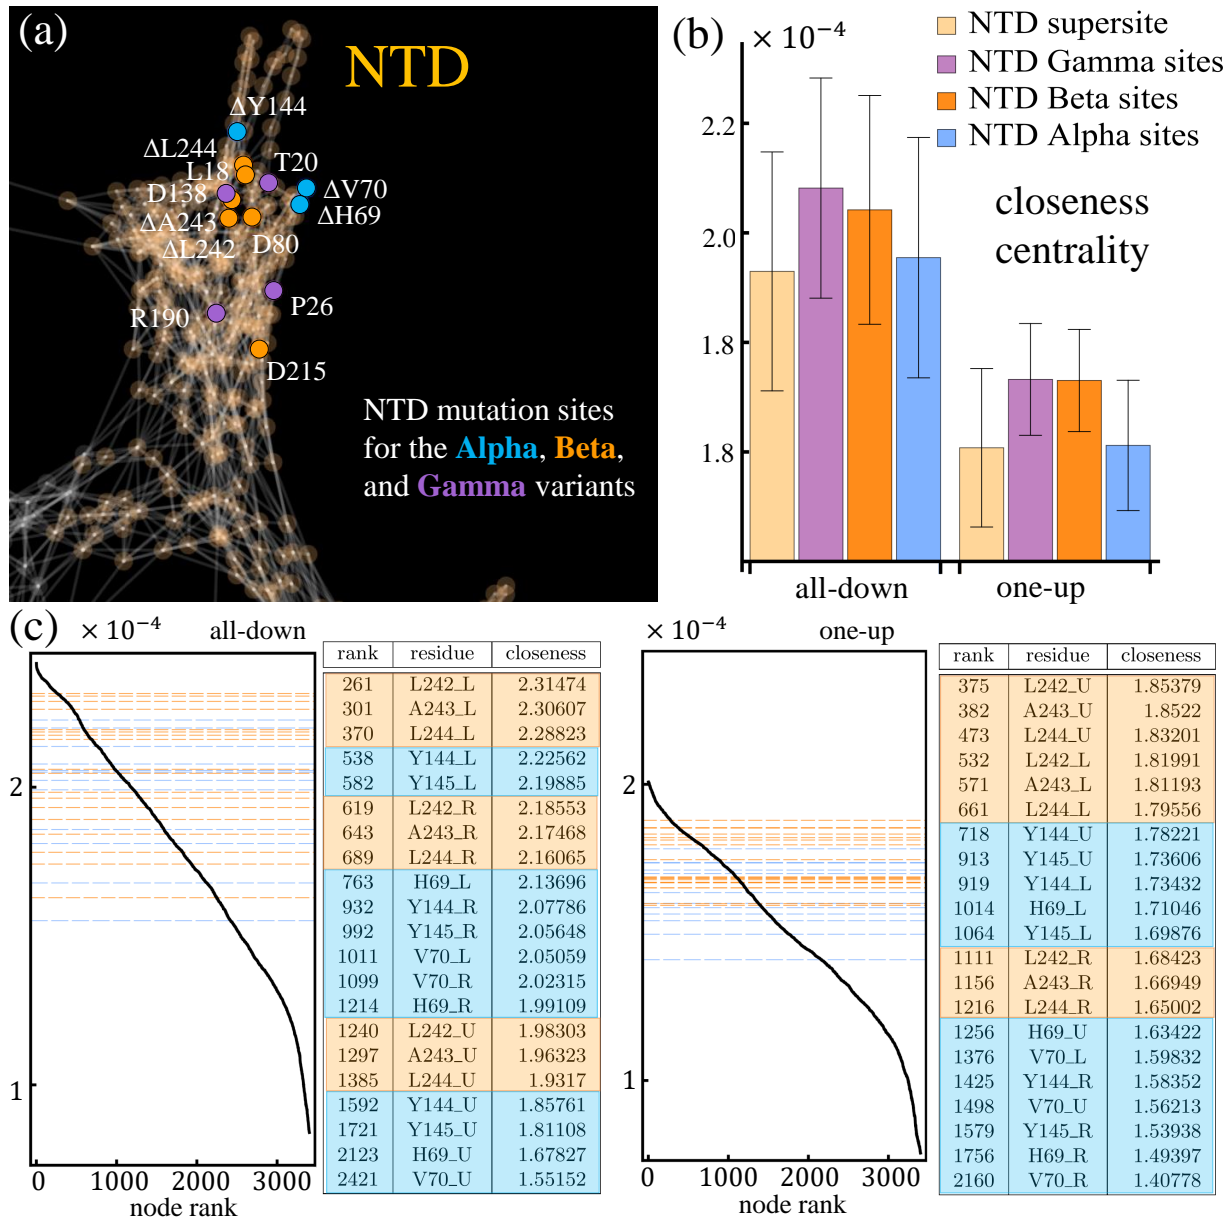 (a)
NTD
ΔY144
ΔL244
L18
T20
D138
ΔV70
ΔA243
ΔH69
ΔL242
D80
P26
R190
D215
NTD mutation sites
for the Alpha, Beta,
and Gamma variants
(b)
× 10⁻⁴
NTD supersite
NTD Gamma sites
NTD Beta sites
NTD Alpha sites
closeness
centrality
2.2
2.0
1.8
1.8
all-down
one-up
(c)
× 10⁻⁴
all-down
2
1
0 1000 2000 3000
node rank
rank residue closeness
261 L242_L 2.31474
301 A243_L 2.30607
370 L244_L 2.28823
538 Y144_L 2.22562
582 Y145_L 2.19885
619 L242_R 2.18553
643 A243_R 2.17468
689 L244_R 2.16065
763 H69_L 2.13696
932 Y144_R 2.07786
992 Y145_R 2.05648
1011 V70_L 2.05059
1099 V70_R 2.02315
1214 H69_R 1.99109
1240 L242_U 1.98303
1297 A243_U 1.96323
1385 L244_U 1.9317
1592 Y144_U 1.85761
1721 Y145_U 1.81108
2123 H69_U 1.67827
2421 V70_U 1.55152
× 10⁻⁴
one-up
2
1
0 1000 2000 3000
node rank
rank residue closeness
375 L242_U 1.85379
382 A243_U 1.8522
473 L244_U 1.83201
532 L242_L 1.81991
571 A243_L 1.81193
661 L244_L 1.79556
718 Y144_U 1.78221
913 Y145_U 1.73606
919 Y144_L 1.73432
1014 H69_L 1.71046
1064 Y145_L 1.69876
1111 L242_R 1.68423
1156 A243_R 1.66949
1216 L244_R 1.65002
1256 H69_U 1.63422
1376 V70_L 1.59832
1425 Y144_R 1.58352
1498 V70_U 1.56213
1579 Y145_R 1.53938
1756 H69_R 1.49397
2160 V70_R 1.40778